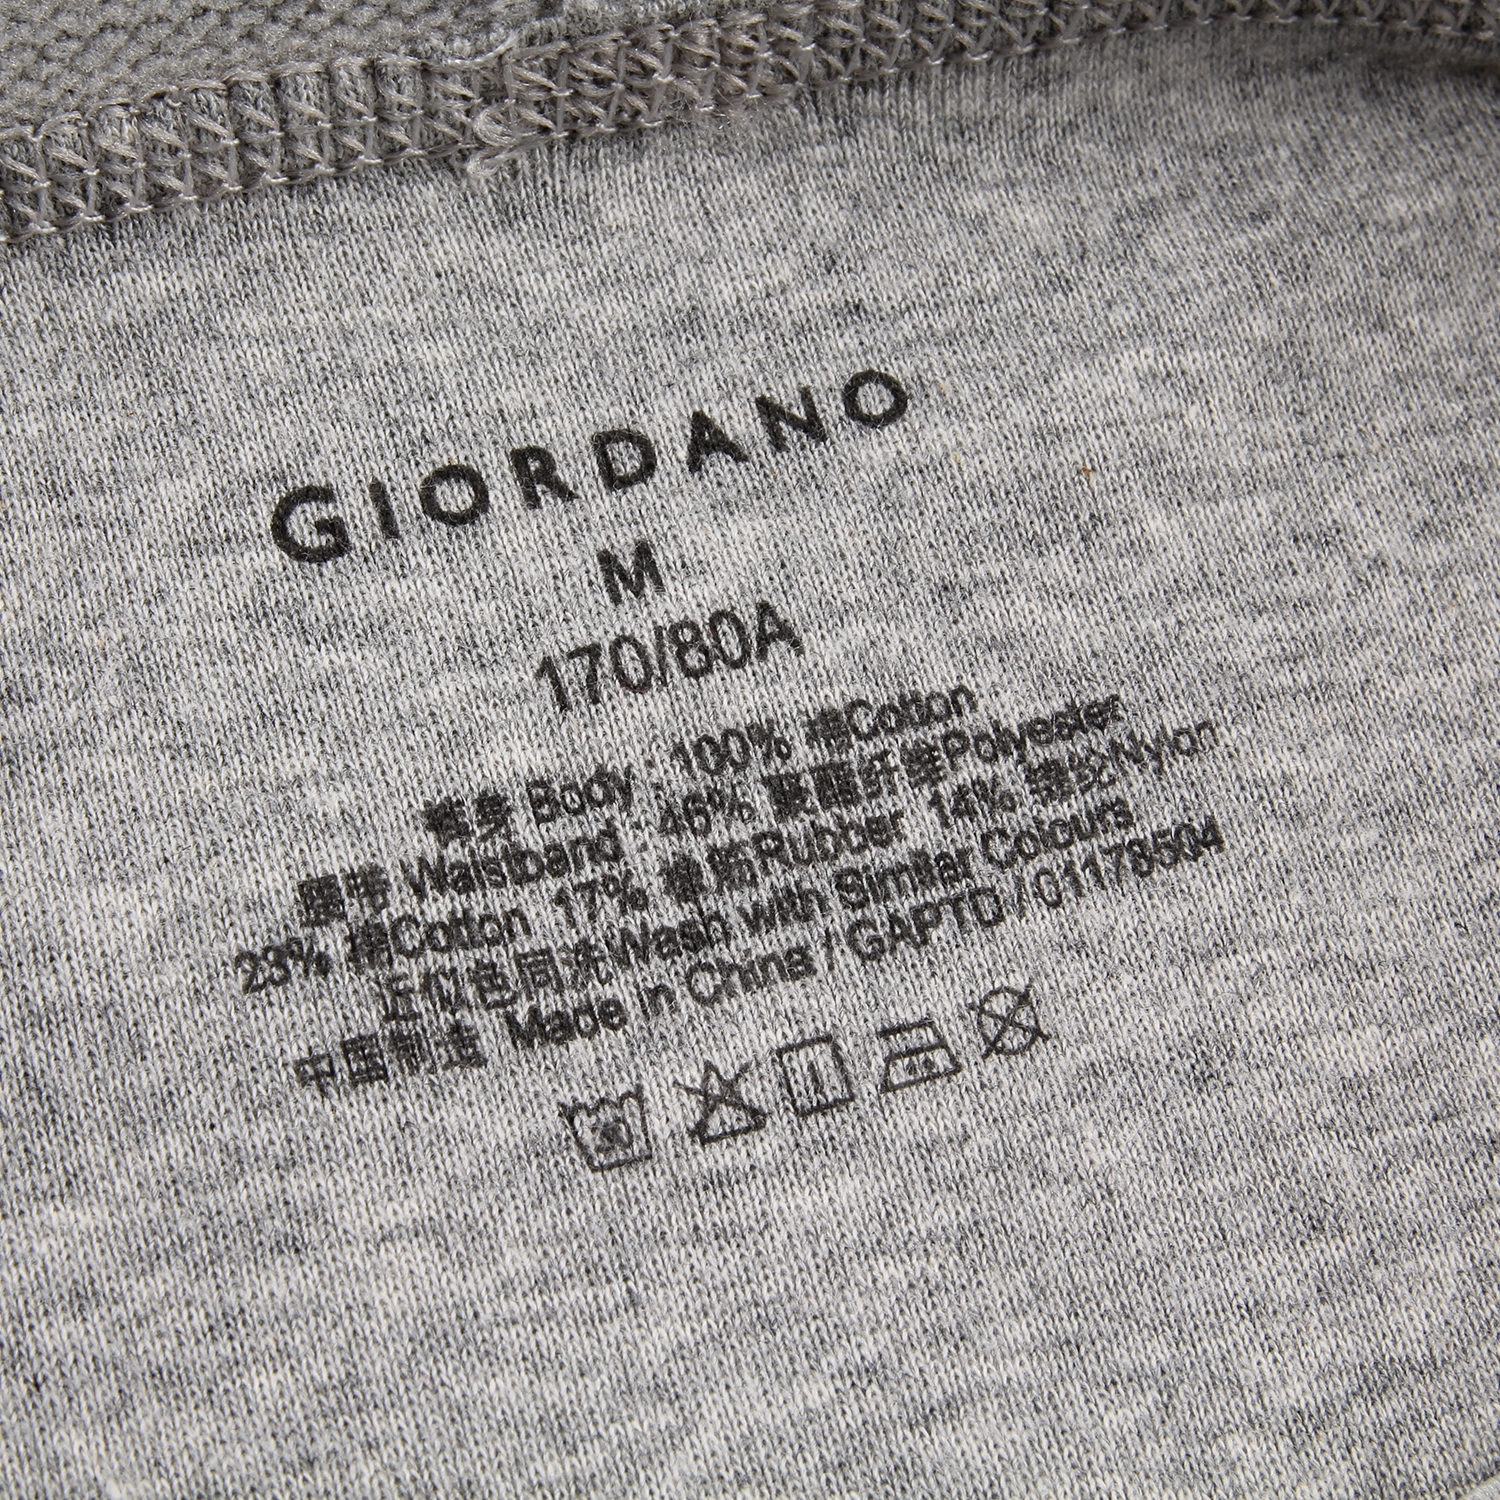 GIORDANO
M
170/80A
褲身 Body : 100% 棉Cotton
腰带 Waistband : 46% 聚酯纤维Polyester
23% 棉Cotton 17% 橡筋Rubber 14% 锦纶Nylon
近似色同洗Wash with Similar Colours
中国制造 Made in China / GAPTD / 01178504